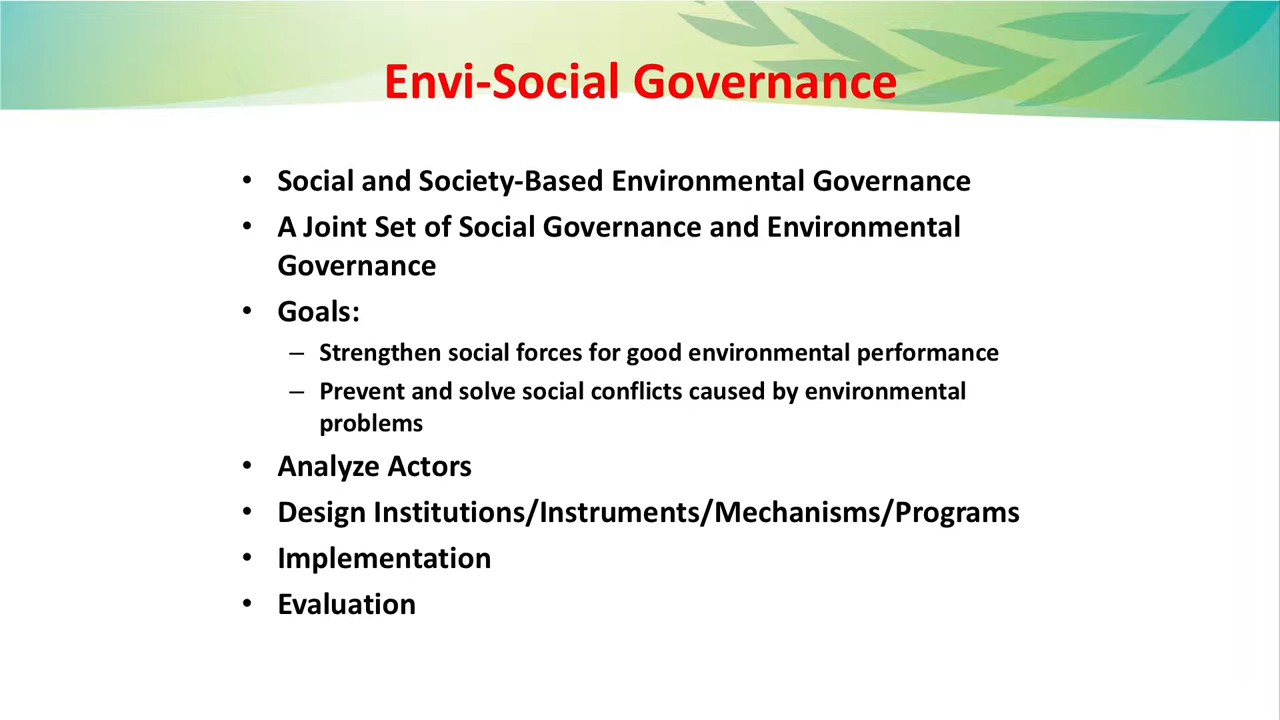 Envi-Social Governance
• Social and Society-Based Environmental Governance
• A Joint Set of Social Governance and Environmental
Governance
• Goals:
– Strengthen social forces for good environmental performance
– Prevent and solve social conflicts caused by environmental
problems
• Analyze Actors
• Design Institutions/Instruments/Mechanisms/Programs
• Implementation
• Evaluation